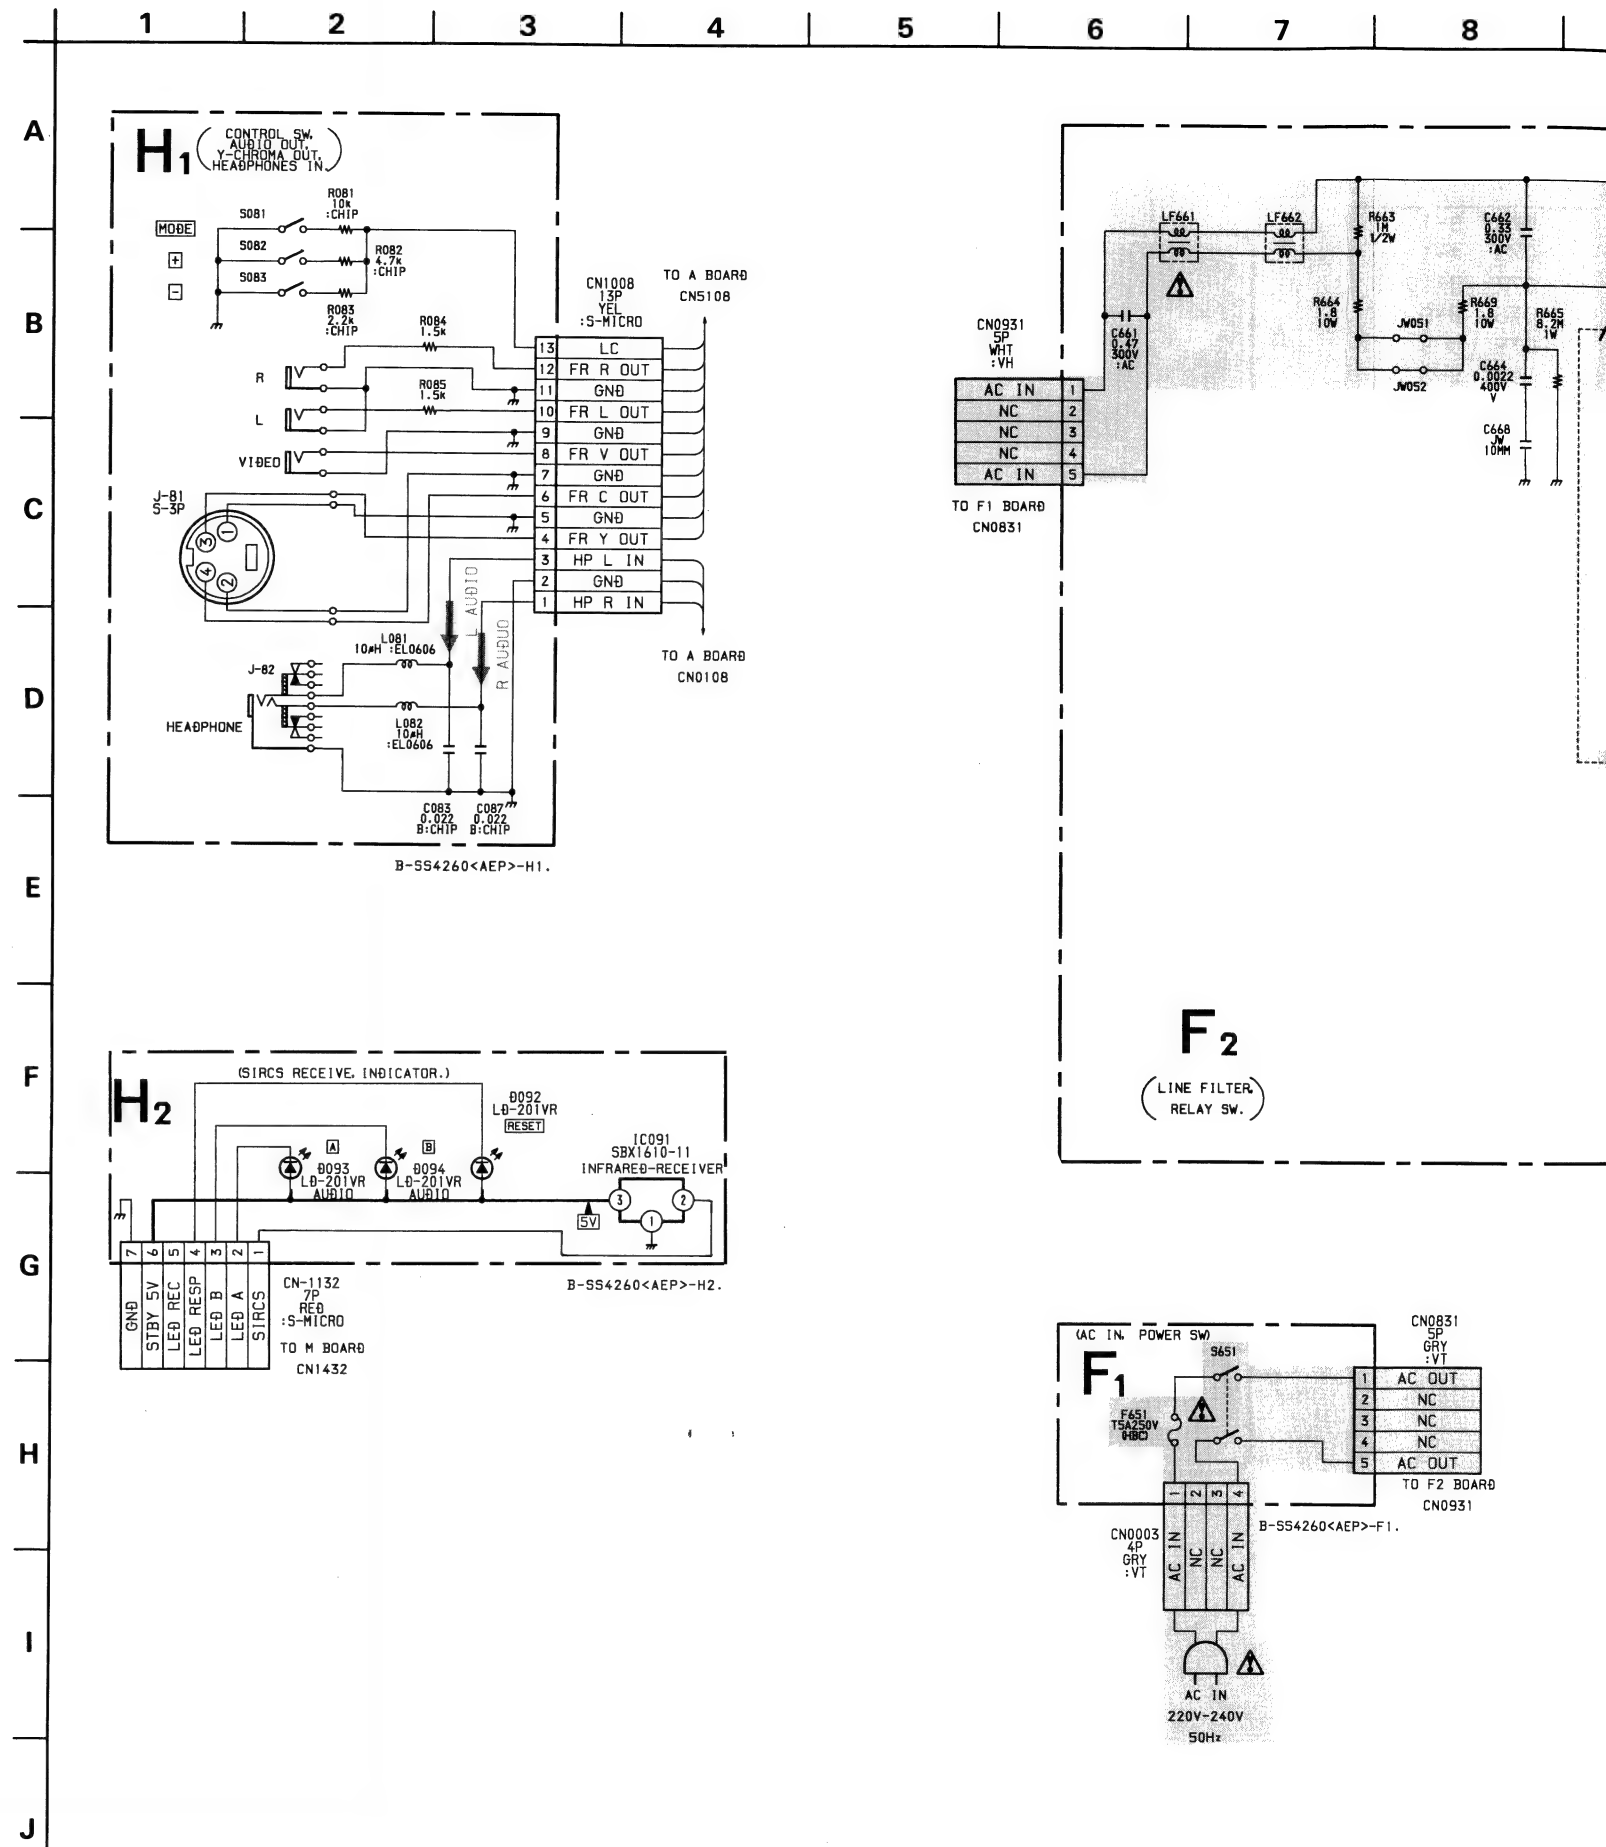 1 2 3 4 5 6 7 8
A
B
C
D
E
F
G
H
I
J
H1
(CONTROL SW,
AUDIO OUT,
Y-CHROMA OUT,
HEADPHONES IN.)
MODE
+
-
S081
S082
S083
R081
10k
:CHIP
R082
4.7k
:CHIP
R083
2.2k
:CHIP
R084
1.5k
R085
1.5k
R
L
VIDEO
J-81
S-3P
3
1
4
2
CN1008
13P
YEL
:S-MICRO
TO A BOARD
CN5108
13 LC
12 FR R OUT
11 GND
10 FR L OUT
9 GND
8 FR V OUT
7 GND
6 FR C OUT
5 GND
4 FR Y OUT
3 HP L IN
2 GND
1 HP R IN
TO A BOARD
CN0108
L AUDIO
R AUDUO
L081
10µH :EL0606
J-82
HEADPHONE
L082
10µH
:EL0606
C083
0.022
B:CHIP
C087
0.022
B:CHIP
B-SS4260<AEP>-H1.
H2
(SIRCS RECEIVE. INDICATOR.)
D092
LD-201VR
RESET
A
D093
LD-201VR
AUDIO
B
D094
LD-201VR
AUDIO
IC091
SBX1610-11
INFRARED-RECEIVER
3
2
1
5V
7 GND
6 STBY 5V
5 LED REC
4 LED RESP
3 LED B
2 LED A
1 SIRCS
CN-1132
7P
RED
:S-MICRO
TO M BOARD
CN1432
B-SS4260<AEP>-H2.
LF661
LF662
R663
1M
1/2W
C662
0.33
300V
:AC
C661
0.47
300V
:AC
R664
1.8
10W
JW051
JW052
R669
1.8
10W
R665
8.2M
1W
C664
0.0022
400V
V
C668
JW
10MM
CN0931
5P
WHT
:VH
AC IN 1
NC 2
NC 3
NC 4
AC IN 5
TO F1 BOARD
CN0831
F2
(LINE FILTER,
RELAY SW.)
(AC IN, POWER SW)
F1
S651
F651
T5A250V
(HBC)
CN0831
5P
GRY
:VT
1 AC OUT
2 NC
3 NC
4 NC
5 AC OUT
TO F2 BOARD
CN0931
B-SS4260<AEP>-F1.
CN0003
4P
GRY
:VT
1 AC IN
2 NC
3 NC
4 AC IN
AC IN
220V-240V
50Hz